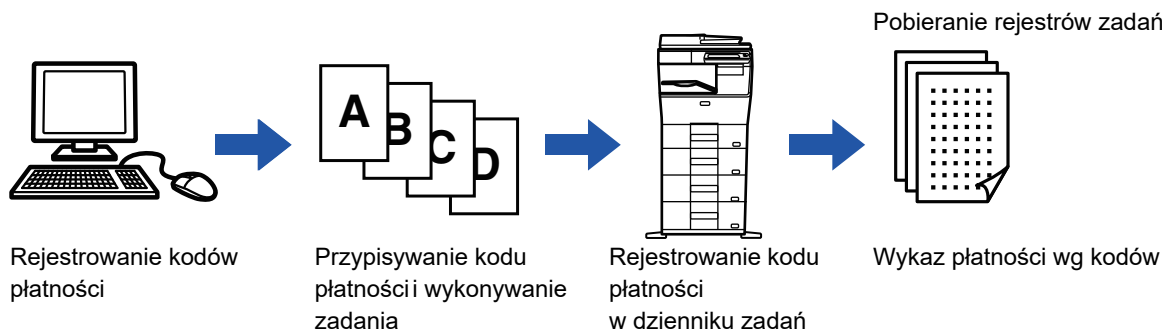 Pobieranie rejestrów zadań
A
B
C
D
Rejestrowanie kodów
płatności
Przypisywanie kodu
płatności i wykonywanie
zadania
Rejestrowanie kodu
płatności
w dzienniku zadań
Wykaz płatności wg kodów